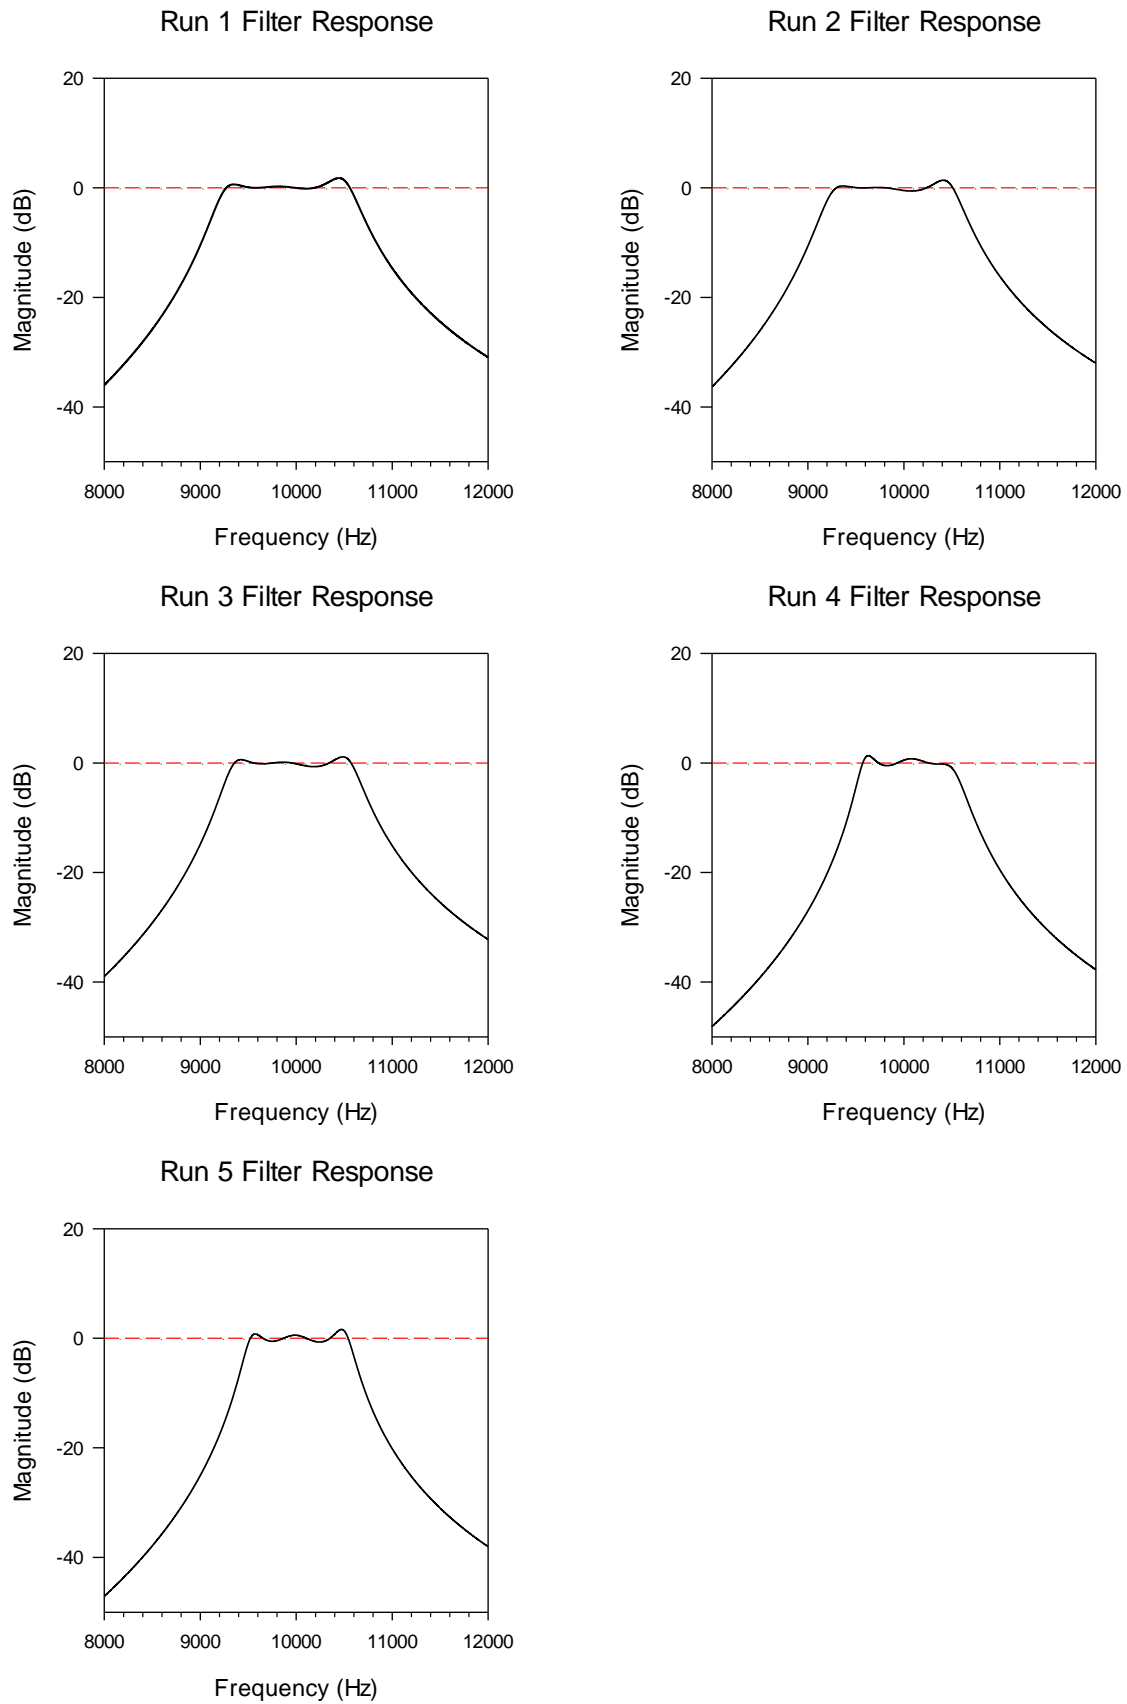 Run 1 Filter Response
20
0
-20
-40
Magnitude (dB)
8000 9000 10000 11000 12000
Frequency (Hz)
Run 2 Filter Response
20
0
-20
-40
Magnitude (dB)
8000 9000 10000 11000 12000
Frequency (Hz)
Run 3 Filter Response
20
0
-20
-40
Magnitude (dB)
8000 9000 10000 11000 12000
Frequency (Hz)
Run 4 Filter Response
20
0
-20
-40
Magnitude (dB)
8000 9000 10000 11000 12000
Frequency (Hz)
Run 5 Filter Response
20
0
-20
-40
Magnitude (dB)
8000 9000 10000 11000 12000
Frequency (Hz)